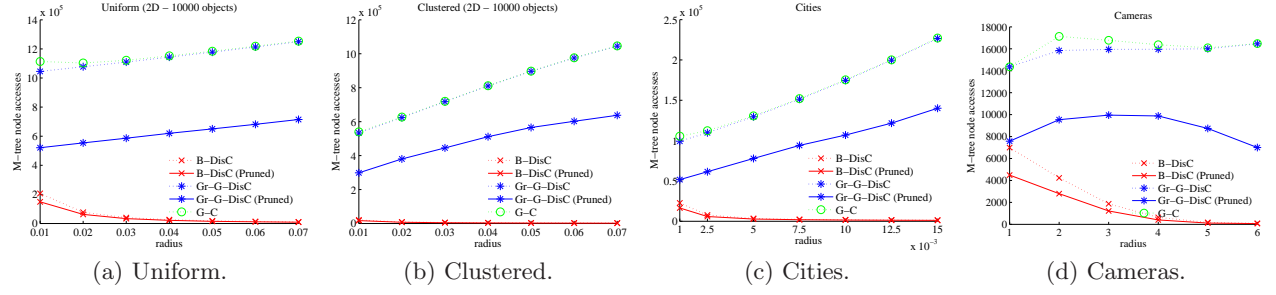 Uniform (2D − 10000 objects)
x 10^5
14
12
10
8
6
4
2
0
M−tree node accesses
0.01 0.02 0.03 0.04 0.05 0.06 0.07
radius
B−DisC
B−DisC (Pruned)
Gr−G−DisC
Gr−G−DisC (Pruned)
G−C
(a) Uniform.
Clustered (2D − 10000 objects)
x 10^5
12
10
8
6
4
2
0
M−tree node accesses
0.01 0.02 0.03 0.04 0.05 0.06 0.07
radius
B−DisC
B−DisC (Pruned)
Gr−G−DisC
Gr−G−DisC (Pruned)
G−C
(b) Clustered.
Cities
x 10^5
2.5
2
1.5
1
0.5
0
M−tree node accesses
1 2.5 5 7.5 10 12.5 15
x 10^-3
radius
B−DisC
B−DisC (Pruned)
Gr−G−DisC
Gr−G−DisC (Pruned)
G−C
(c) Cities.
Cameras
18000
16000
14000
12000
10000
8000
6000
4000
2000
0
M−tree node accesses
1 2 3 4 5 6
radius
B−DisC
B−DisC (Pruned)
Gr−G−DisC
Gr−G−DisC (Pruned)
G−C
(d) Cameras.